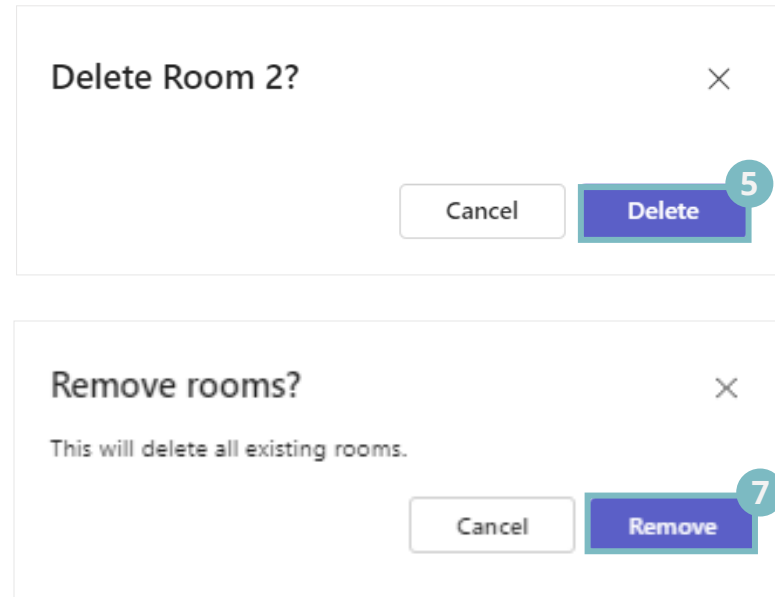 Delete Room 2?
5
Cancel Delete
Remove rooms?
This will delete all existing rooms.
7
Cancel Remove